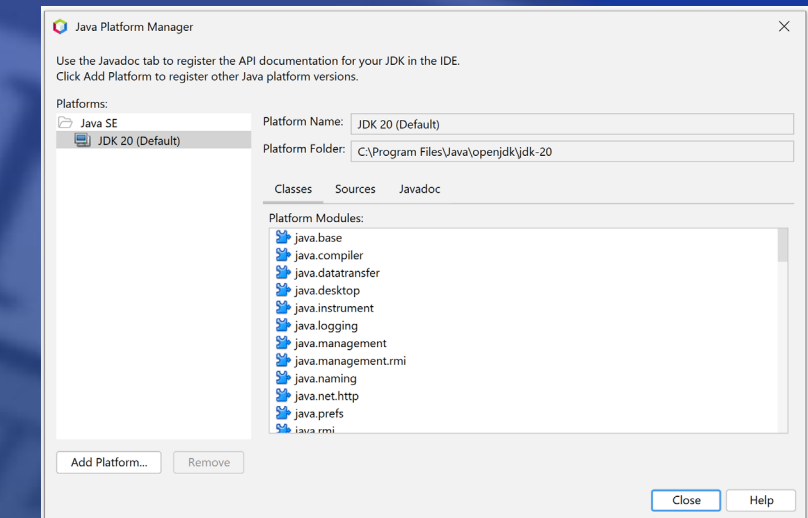 Java Platform Manager
Use the Javadoc tab to register the API documentation for your JDK in the IDE.
Click Add Platform to register other Java platform versions.
Platforms:
Java SE
JDK 20 (Default)
Platform Name: JDK 20 (Default)
Platform Folder: C:\Program Files\Java\openjdk\jdk-20
Classes Sources Javadoc
Platform Modules:
java.base
java.compiler
java.datatransfer
java.desktop
java.instrument
java.logging
java.management
java.management.rmi
java.naming
java.net.http
java.prefs
java.rmi
Add Platform... Remove
Close Help